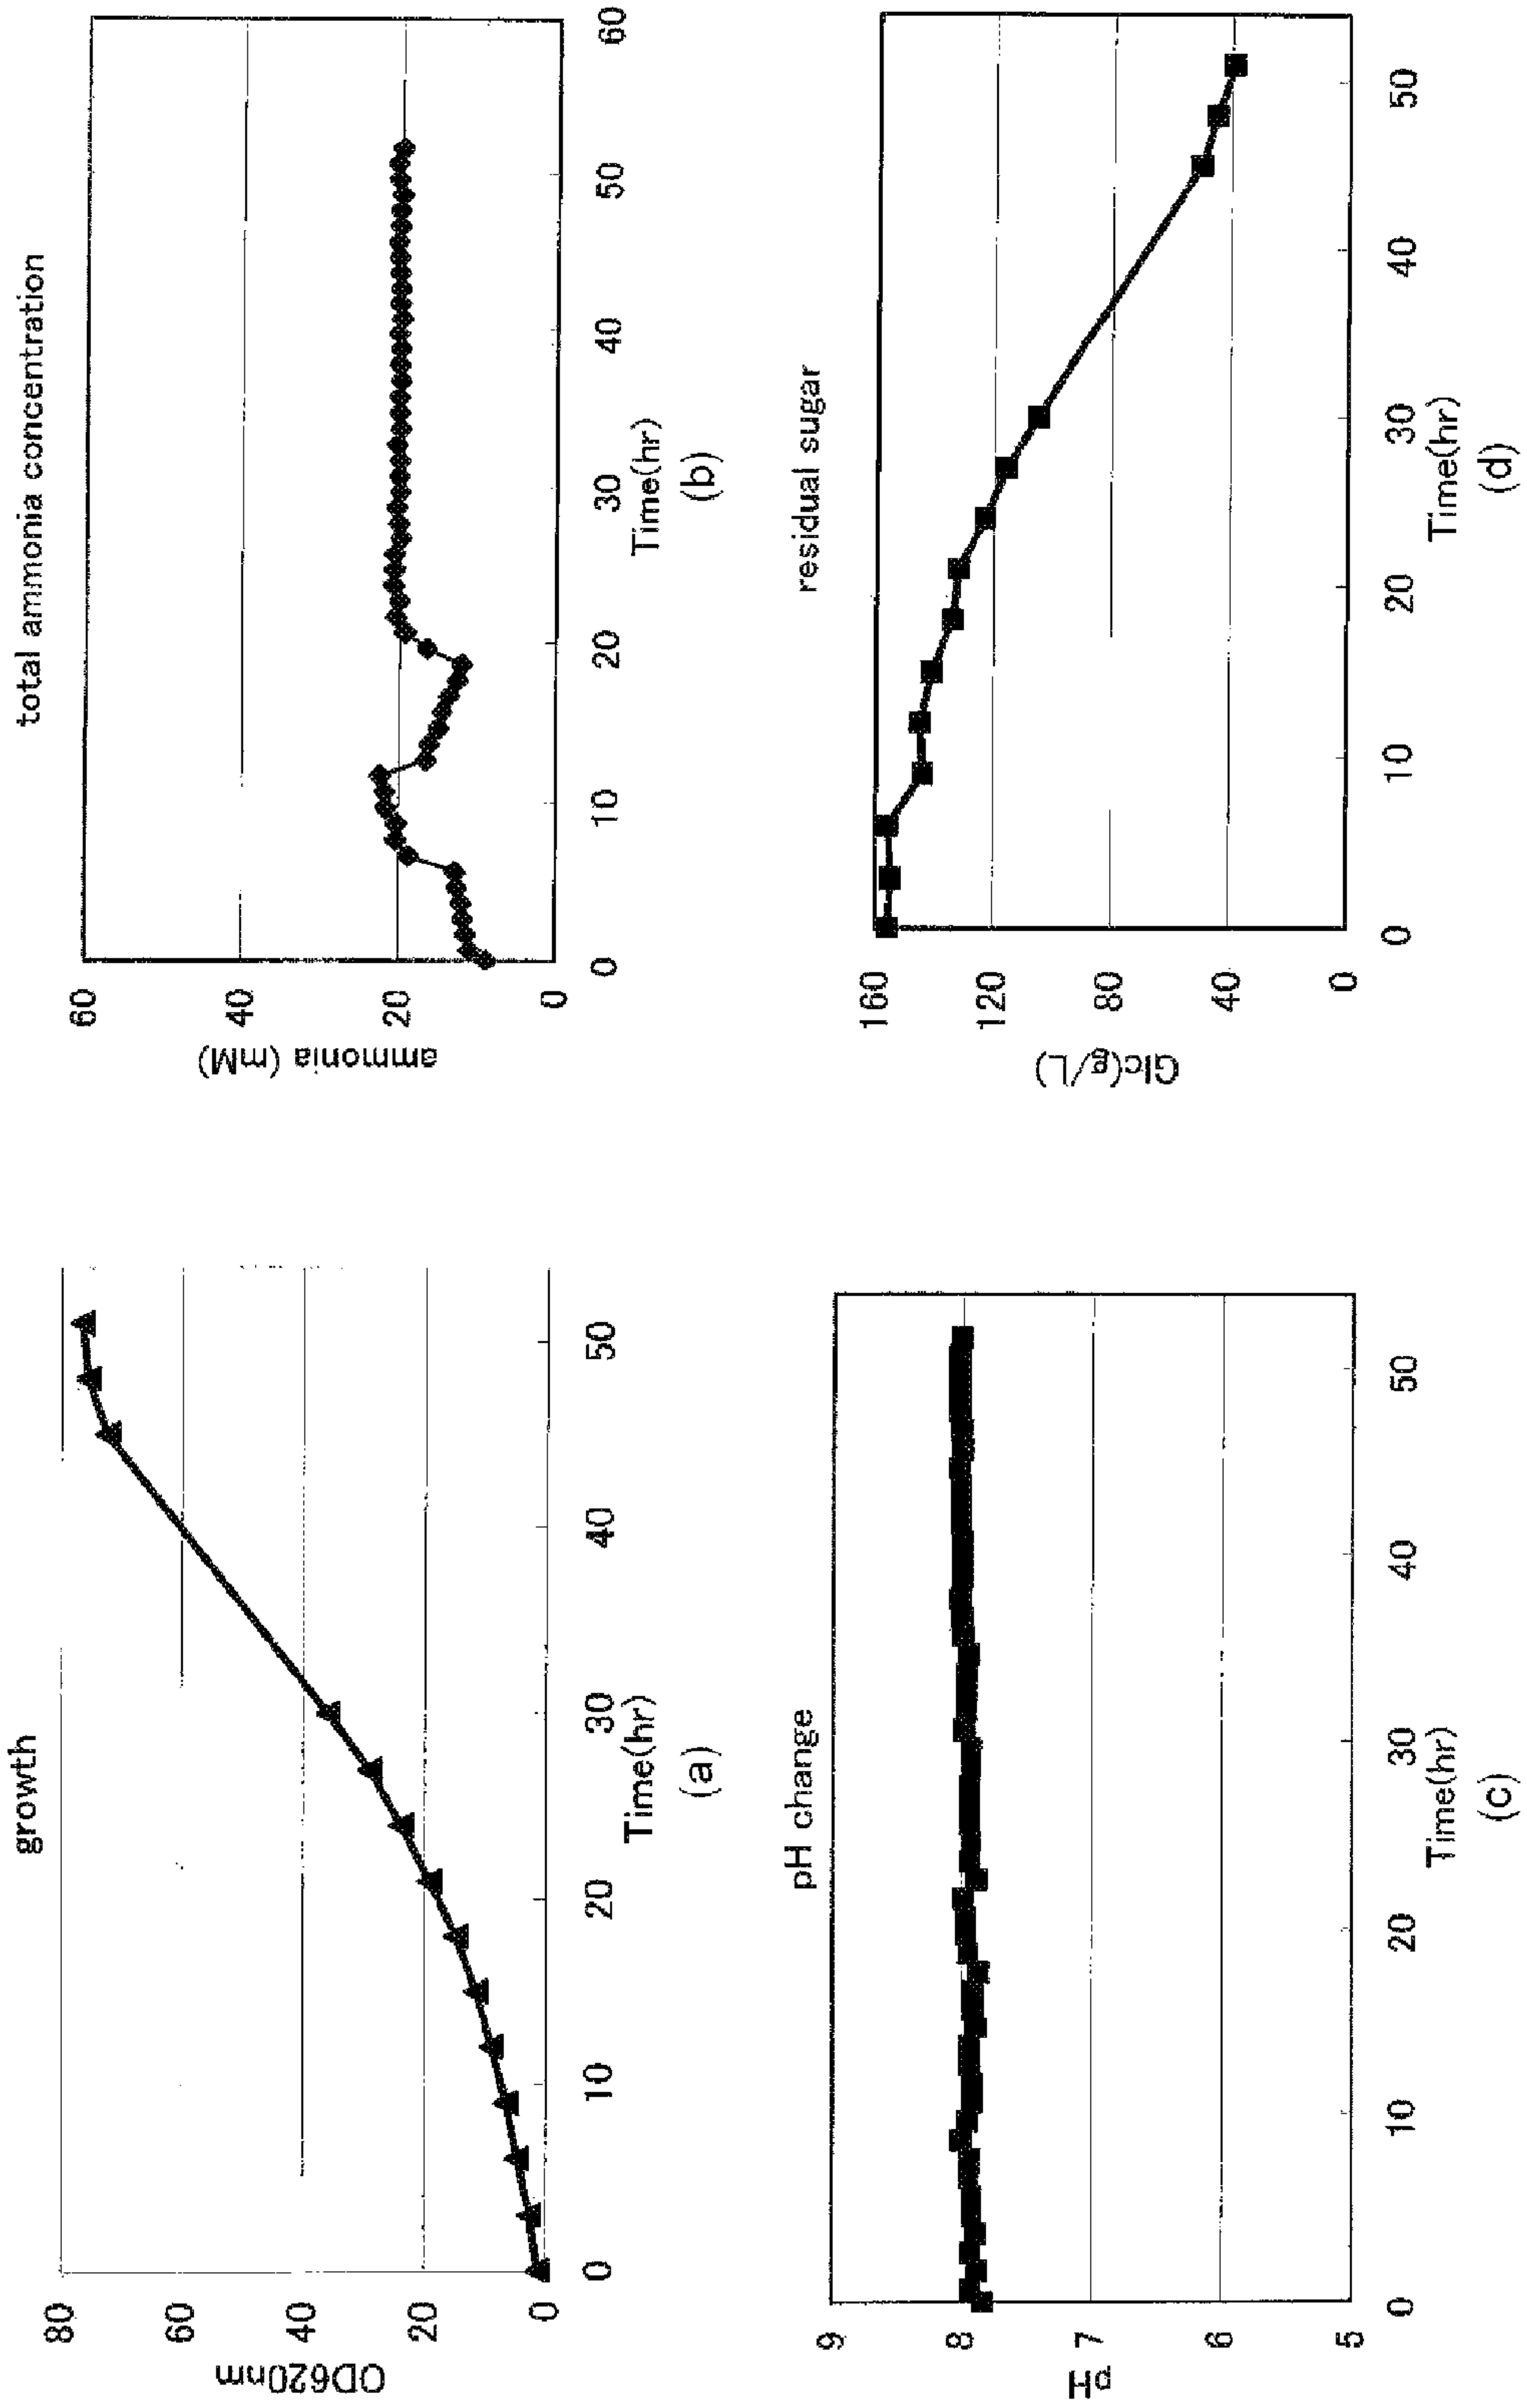 growth
OD620nm
80
60
40
20
0
0 10 20 30 40 50
Time(hr)
(a)
total ammonia concentration
ammonia (mM)
60
40
20
0
0 10 20 30 40 50 60
Time(hr)
(b)
pH change
pH
9
8
7
6
5
0 10 20 30 40 50
Time(hr)
(c)
residual sugar
Glc(g/L)
160
120
80
40
0
0 10 20 30 40 50
Time(hr)
(d)